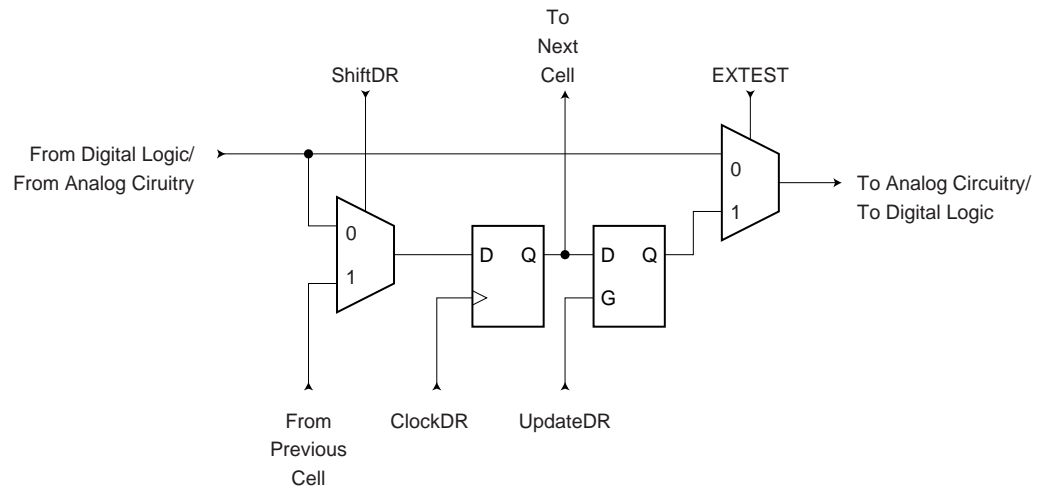 To
Next
Cell
ShiftDR
EXTEST
From Digital Logic/
From Analog Ciruitry
0
1
To Analog Circuitry/
To Digital Logic
0
1
D Q
D Q
G
From
Previous
Cell
ClockDR
UpdateDR